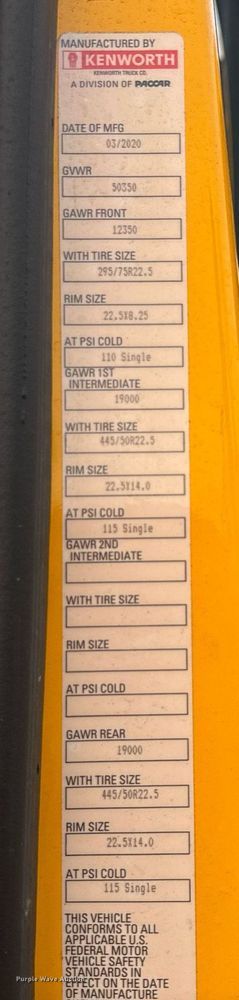 MANUFACTURED BY
KENWORTH
KENWORTH TRUCK CO.
A DIVISION OF PACCAR
DATE OF MFG
03/2020
GVWR
50350
GAWR FRONT
12350
WITH TIRE SIZE
295/75R22.5
RIM SIZE
22.5X8.25
AT PSI COLD
110 Single
GAWR 1ST
INTERMEDIATE
19000
WITH TIRE SIZE
445/50R22.5
RIM SIZE
22.5X14.0
AT PSI COLD
115 Single
GAWR 2ND
INTERMEDIATE
WITH TIRE SIZE
RIM SIZE
AT PSI COLD
GAWR REAR
19000
WITH TIRE SIZE
445/50R22.5
RIM SIZE
22.5X14.0
AT PSI COLD
115 Single
THIS VEHICLE
CONFORMS TO ALL
APPLICABLE U.S.
FEDERAL MOTOR
VEHICLE SAFETY
STANDARDS IN
EFFECT ON THE DATE
OF MANUFACTURE
Purple Wave Auction